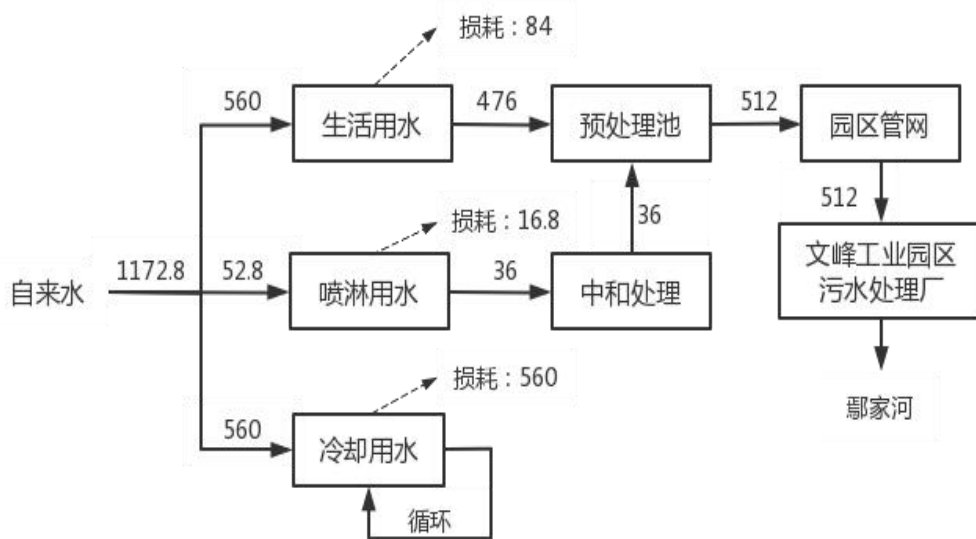 损耗：84
560
生活用水
476
预处理池
512
园区管网
512
损耗：16.8
36
自来水
1172.8
52.8
喷淋用水
36
中和处理
文峰工业园区
污水处理厂
损耗：560
560
冷却用水
循环
鄢家河